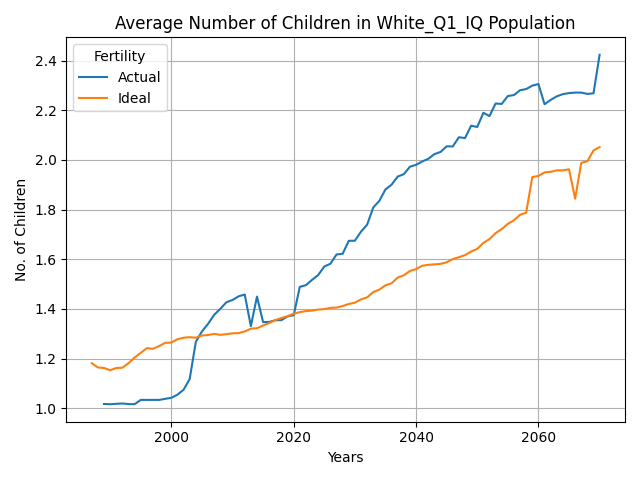 Average Number of Children in White_Q1_IQ Population
Fertility
Actual
Ideal
No. of Children
2.4
2.2
2.0
1.8
1.6
1.4
1.2
1.0
2000 2020 2040 2060
Years